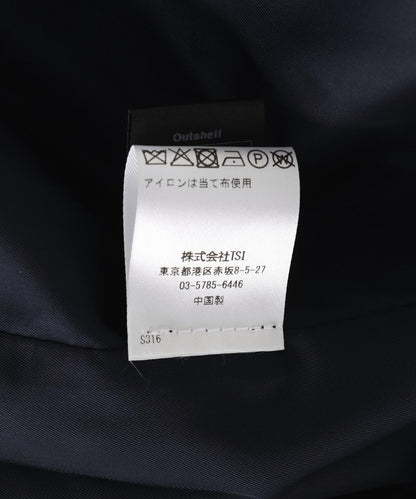 Outshell
アイロンは当て布使用
株式会社TSI
東京都港区赤坂8-5-27
03-5785-6446
中国製
S316